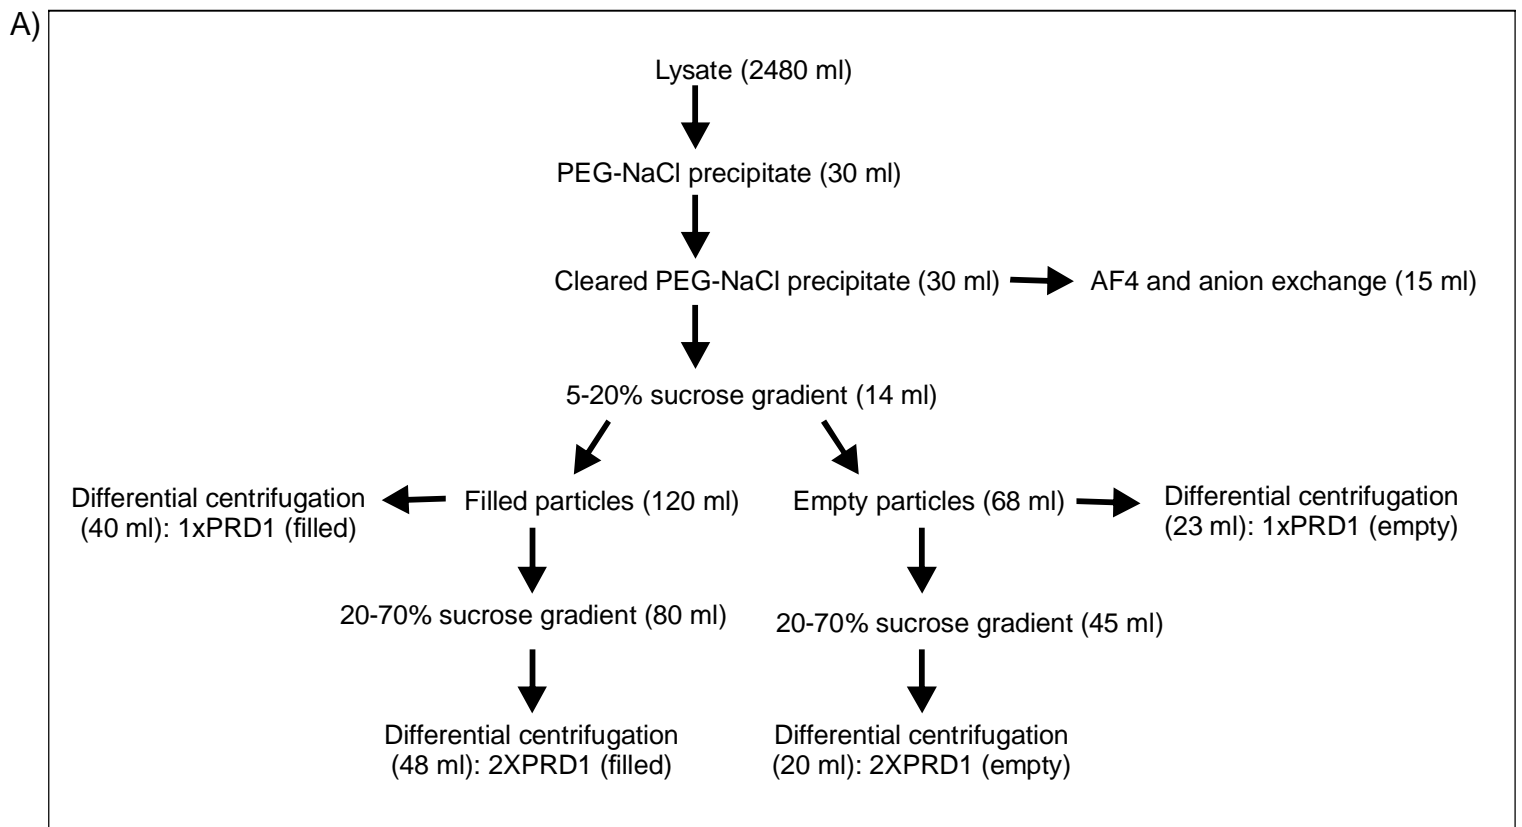 A)
Lysate (2480 ml)
PEG-NaCl precipitate (30 ml)
Cleared PEG-NaCl precipitate (30 ml)
AF4 and anion exchange (15 ml)
5-20% sucrose gradient (14 ml)
Differential centrifugation
(40 ml): 1xPRD1 (filled)
Filled particles (120 ml)
Empty particles (68 ml)
Differential centrifugation
(23 ml): 1xPRD1 (empty)
20-70% sucrose gradient (80 ml)
20-70% sucrose gradient (45 ml)
Differential centrifugation
(48 ml): 2XPRD1 (filled)
Differential centrifugation
(20 ml): 2XPRD1 (empty)